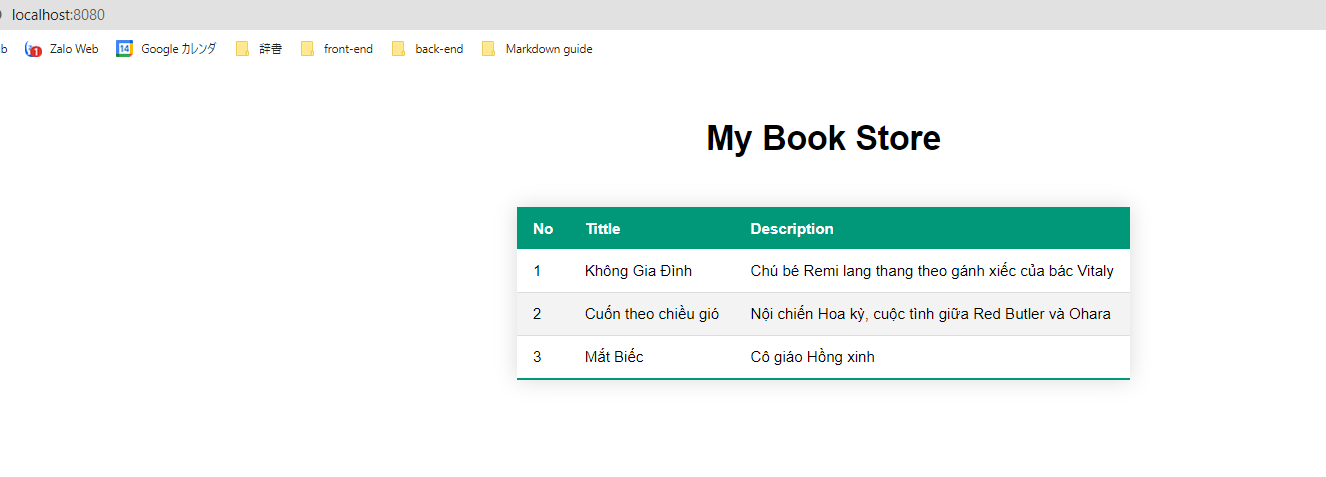 localhost:8080
b Zalo Web Google カレンダ 辞書 front-end back-end Markdown guide
My Book Store
No Tittle Description
1 Không Gia Đình Chú bé Remi lang thang theo gánh xiếc của bác Vitaly
2 Cuốn theo chiều gió Nội chiến Hoa kỳ, cuộc tình giữa Red Butler và Ohara
3 Mắt Biếc Cô giáo Hồng xinh